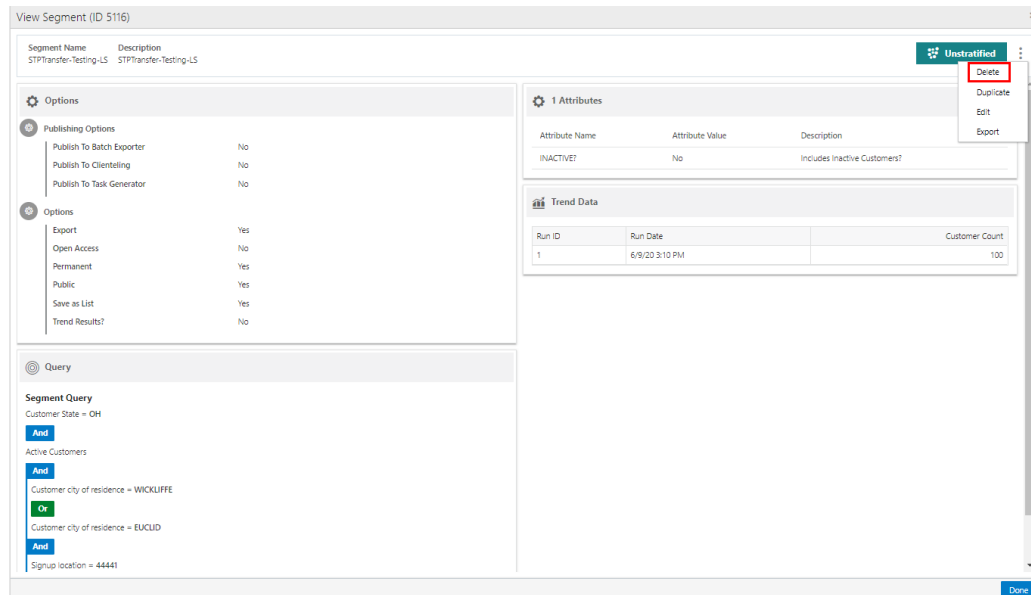 View Segment (ID 5116)
Segment Name Description
STPTransfer-Testing-LS STPTransfer-Testing-LS
Unstratified
Delete
Duplicate
Edit
Export
Options
Publishing Options
Publish To Batch Exporter No
Publish To Clienteling No
Publish To Task Generator No
Options
Export Yes
Open Access No
Permanent Yes
Public Yes
Save as List Yes
Trend Results? No
Query
Segment Query
Customer State = OH
And
Active Customers
And
Customer city of residence = WICKLIFFE
Or
Customer city of residence = EUCLID
And
Signup location = 44441
1 Attributes
Attribute Name Attribute Value Description
INACTIVE? No Includes Inactive Customers?
Trend Data
Run ID Run Date Customer Count
1 6/9/20 3:10 PM 100
Done